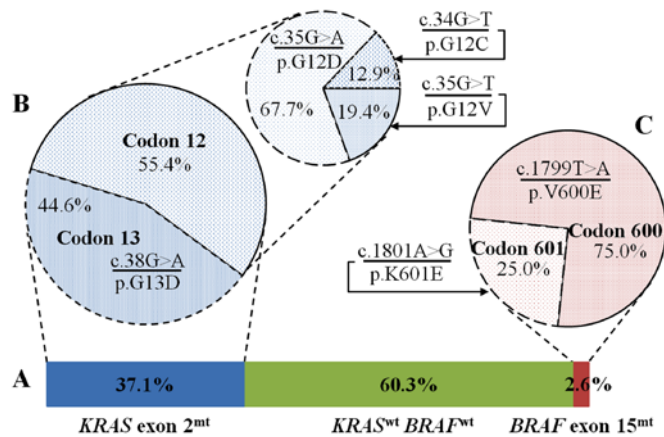 B
Codon 12
55.4%
44.6%
Codon 13
c.38G>A
p.G13D
c.35G>A
p.G12D
67.7%
12.9%
19.4%
c.34G>T
p.G12C
c.35G>T
p.G12V
C
c.1799T>A
p.V600E
Codon 600
75.0%
Codon 601
25.0%
c.1801A>G
p.K601E
A
37.1%
60.3%
2.6%
KRAS exon 2ᵐᵗ
KRASʷᵗ BRAFʷᵗ
BRAF exon 15ᵐᵗ